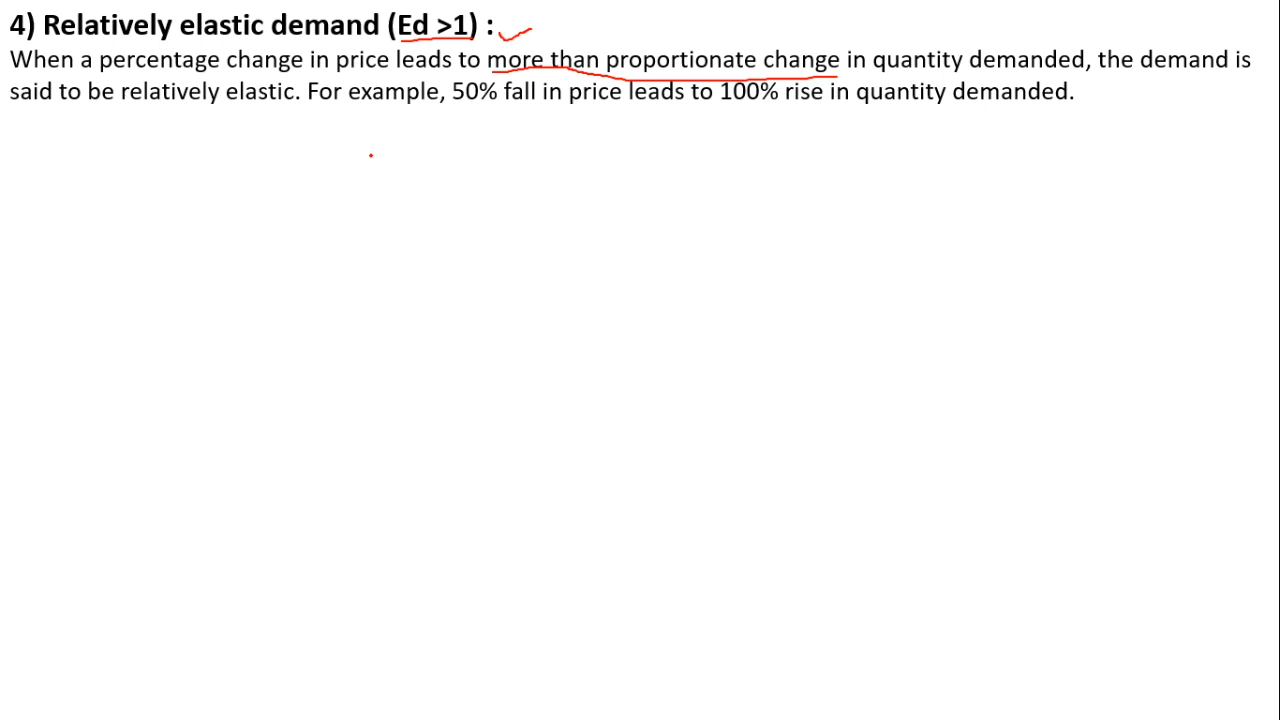 4) Relatively elastic demand (Ed >1) :
When a percentage change in price leads to more than proportionate change in quantity demanded, the demand is
said to be relatively elastic. For example, 50% fall in price leads to 100% rise in quantity demanded.